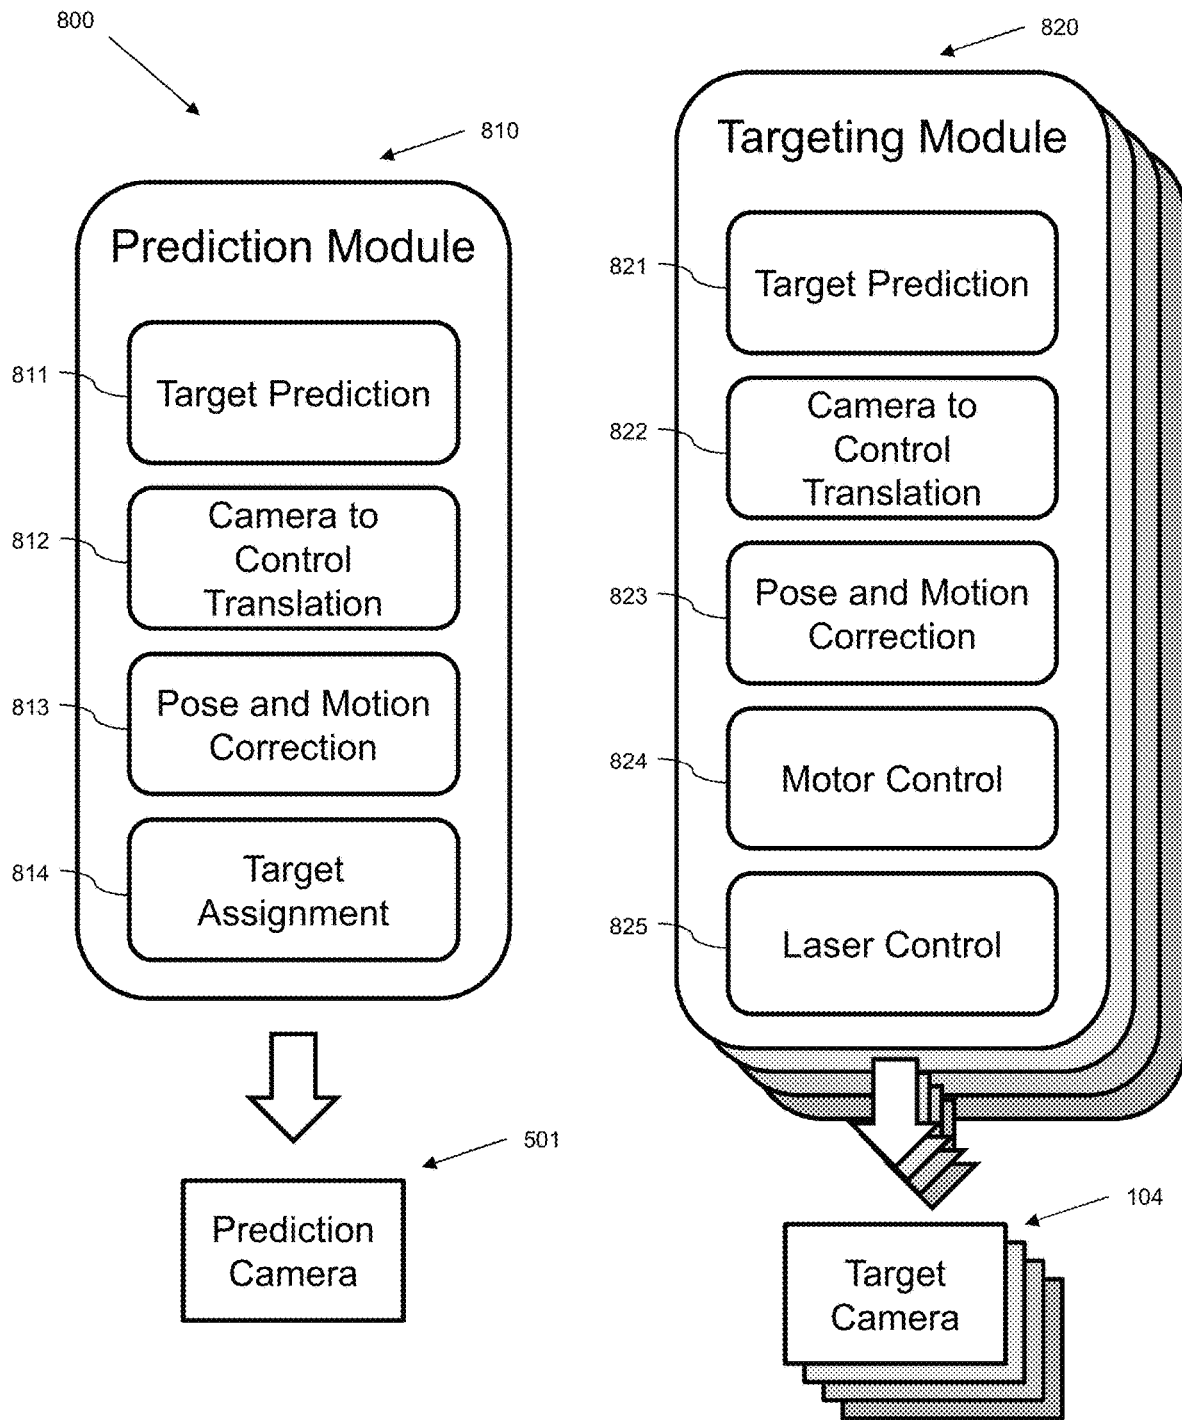 800
810
Prediction Module
811
Target Prediction
812
Camera to
Control
Translation
813
Pose and Motion
Correction
814
Target
Assignment
501
Prediction
Camera
820
Targeting Module
821
Target Prediction
822
Camera to
Control
Translation
823
Pose and Motion
Correction
824
Motor Control
825
Laser Control
104
Target
Camera